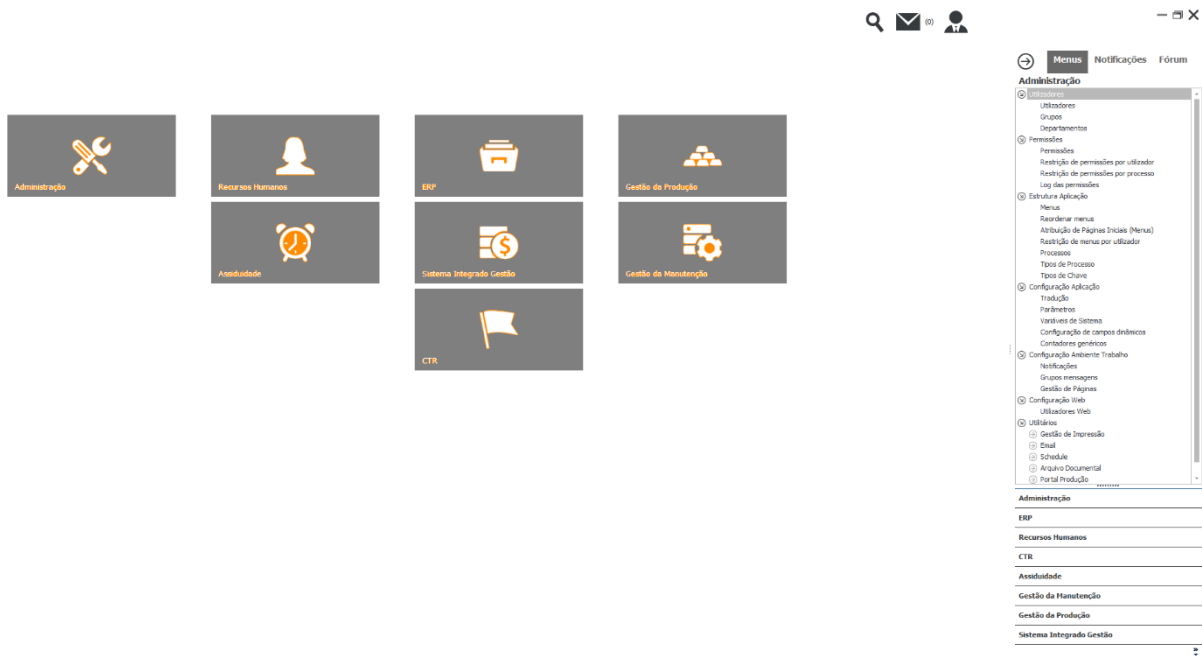 (0)
Menus Notificações Fórum
Administração
Utilizadores
Utilizadores
Grupos
Departamentos
Permissões
Permissões
Restrição de permissões por utilizador
Restrição de permissões por processo
Log das permissões
Estrutura Aplicação
Menus
Reordenar menus
Atribuição de Páginas Iniciais (Menus)
Restrição de menus por utilizador
Processos
Tipos de Processo
Tipos de Chave
Configuração Aplicação
Tradução
Parâmetros
Variáveis de Sistema
Configuração de campos dinâmicos
Contadores genéricos
Configuração Ambiente Trabalho
Notificações
Grupos mensagens
Gestão de Páginas
Configuração Web
Utilizadores Web
Utilitários
Gestão de Impressão
Email
Schedule
Arquivo Documental
Portal Produção
Administração
ERP
Recursos Humanos
CTR
Assiduidade
Gestão da Manutenção
Gestão da Produção
Sistema Integrado Gestão
Administração
Recursos Humanos
ERP
Gestão da Produção
Assiduidade
Sistema Integrado Gestão
Gestão da Manutenção
CTR